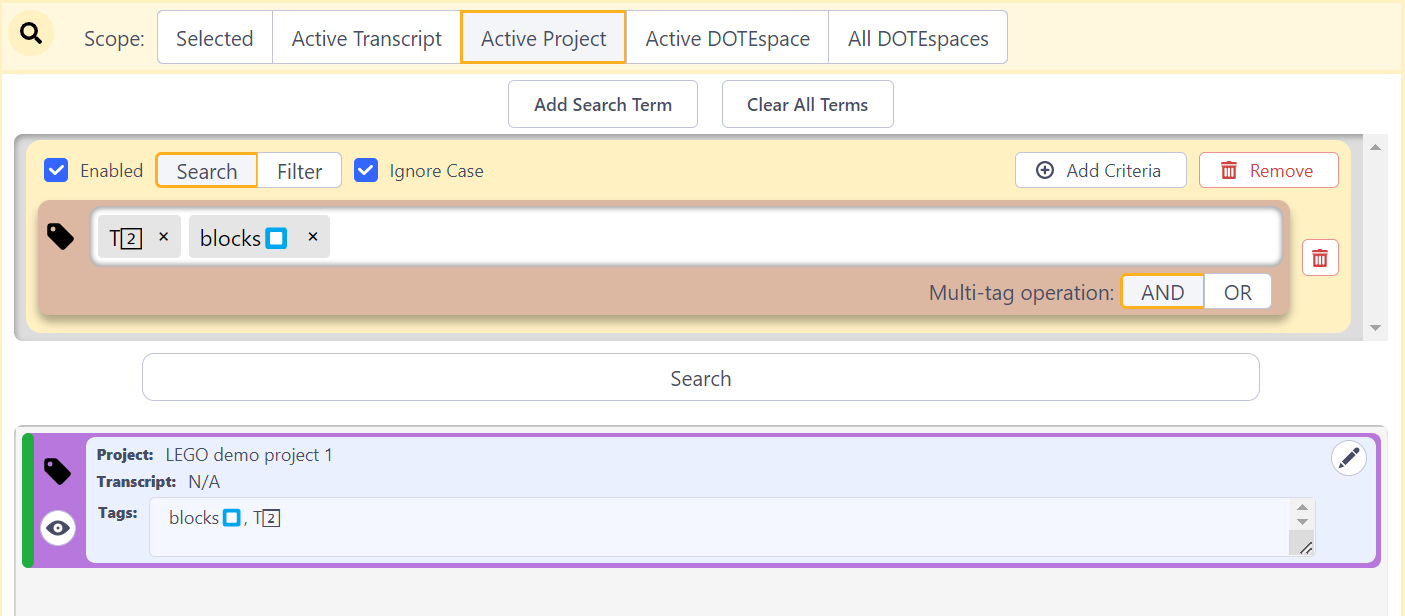 Scope: Selected Active Transcript Active Project Active DOTEspace All DOTEspaces
Add Search Term Clear All Terms
Enabled Search Filter Ignore Case Add Criteria Remove
T2 × blocks ×
Multi-tag operation: AND OR
Search
Project: LEGO demo project 1
Transcript: N/A
Tags: blocks, T2